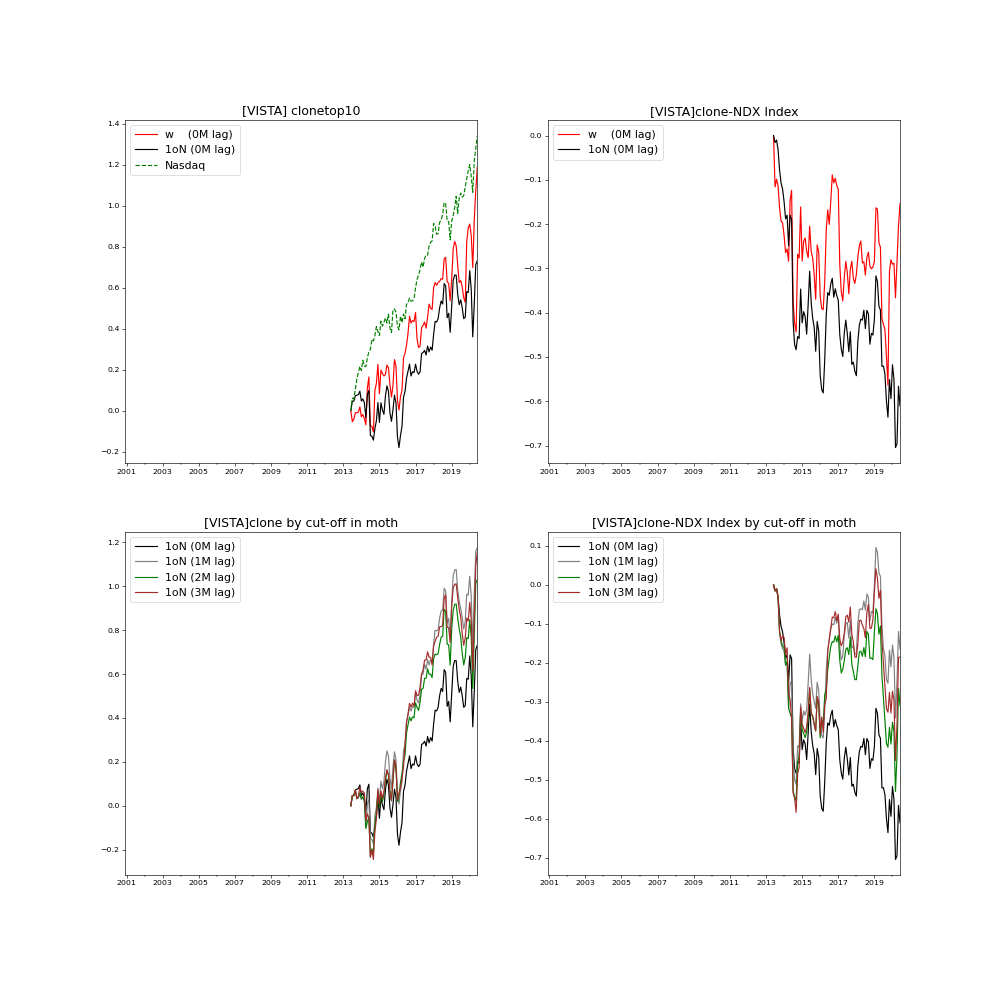 [VISTA] clonetop10
w    (0M lag)
1oN (0M lag)
Nasdaq
1.4
1.2
1.0
0.8
0.6
0.4
0.2
0.0
−0.2
2001 2003 2005 2007 2009 2011 2013 2015 2017 2019
[VISTA]clone-NDX Index
w    (0M lag)
1oN (0M lag)
0.0
−0.1
−0.2
−0.3
−0.4
−0.5
−0.6
−0.7
2001 2003 2005 2007 2009 2011 2013 2015 2017 2019
[VISTA]clone by cut-off in moth
1oN (0M lag)
1oN (1M lag)
1oN (2M lag)
1oN (3M lag)
1.2
1.0
0.8
0.6
0.4
0.2
0.0
−0.2
2001 2003 2005 2007 2009 2011 2013 2015 2017 2019
[VISTA]clone-NDX Index by cut-off in moth
1oN (0M lag)
1oN (1M lag)
1oN (2M lag)
1oN (3M lag)
0.1
0.0
−0.1
−0.2
−0.3
−0.4
−0.5
−0.6
−0.7
2001 2003 2005 2007 2009 2011 2013 2015 2017 2019